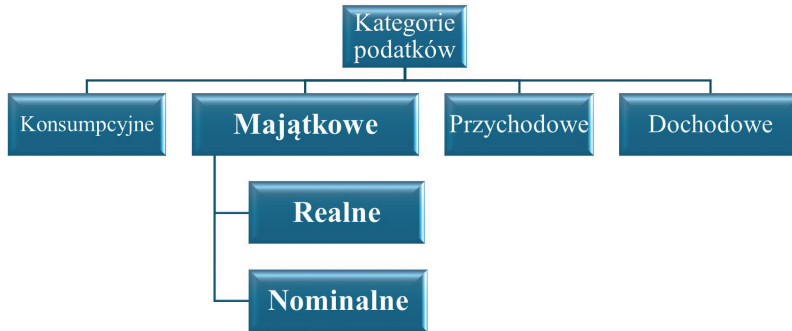 Kategorie
podatków
Konsumpcyjne
Majątkowe
Przychodowe
Dochodowe
Realne
Nominalne